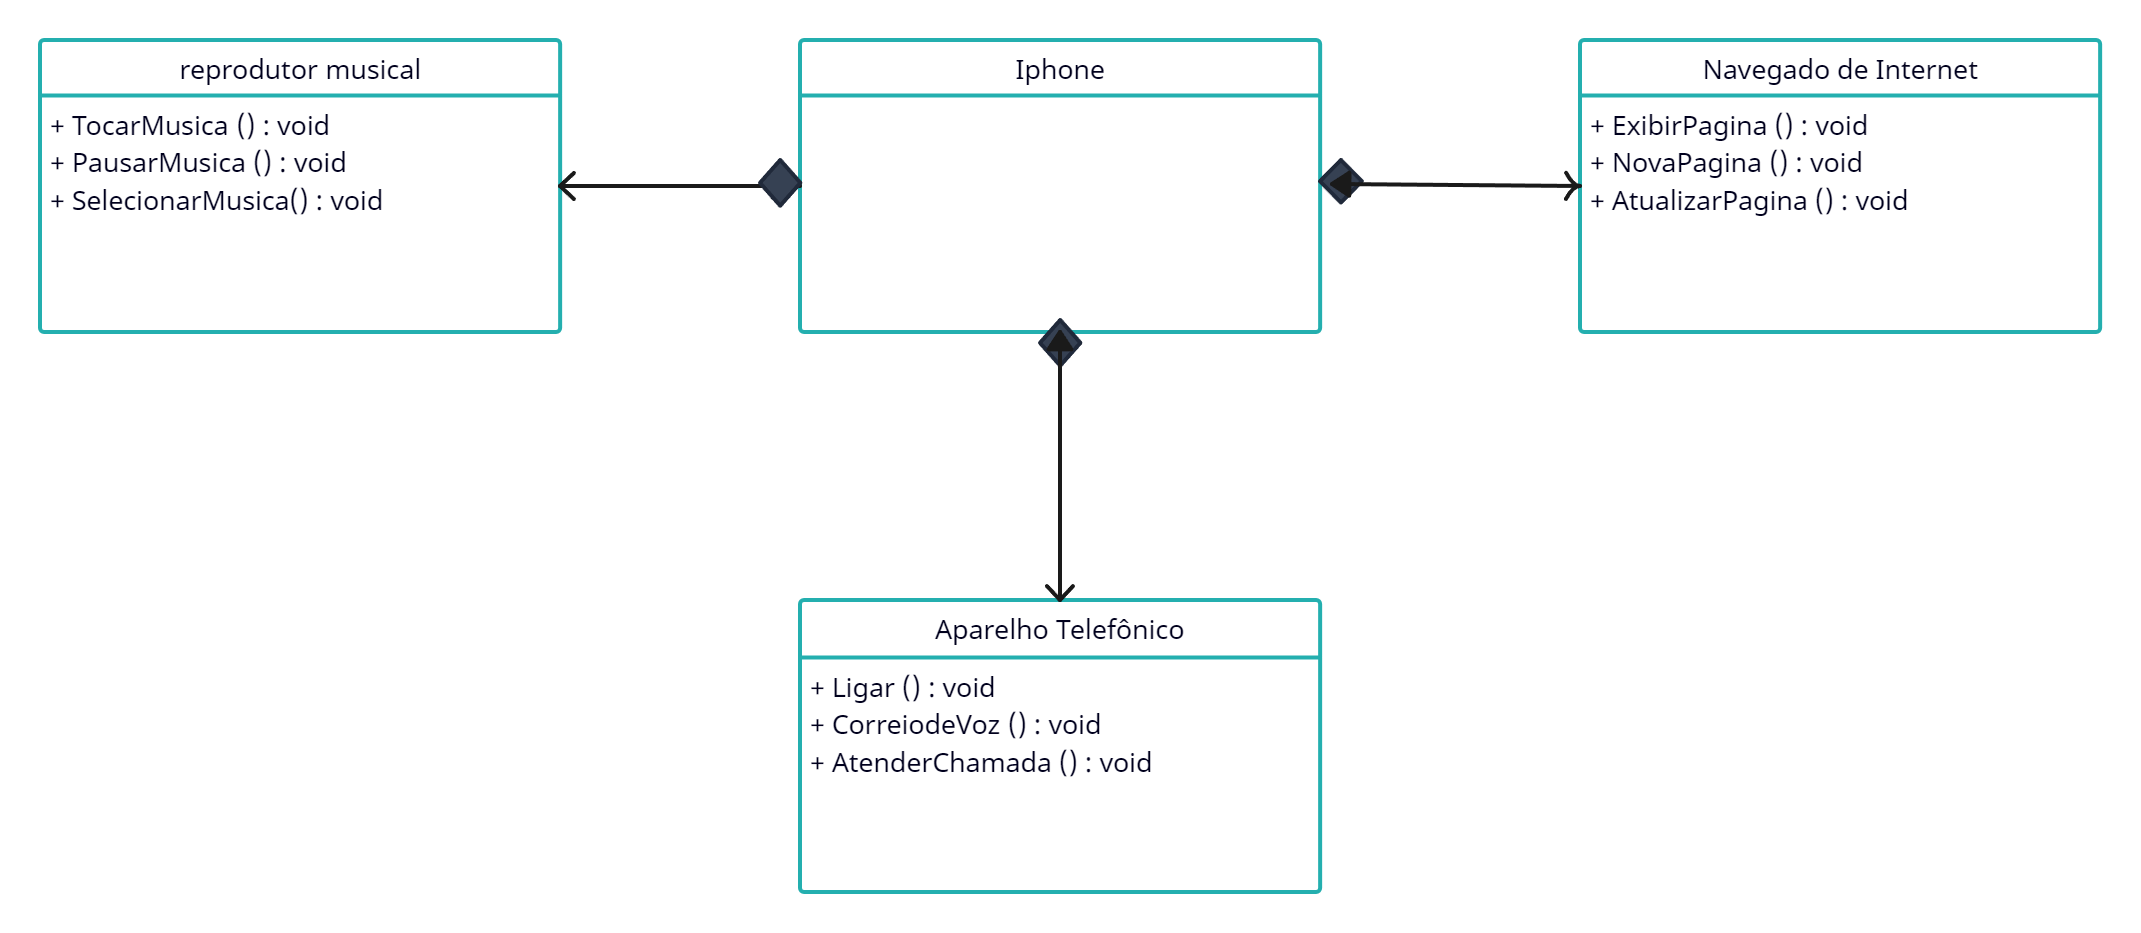 reprodutor musical
+ TocarMusica () : void
+ PausarMusica () : void
+ SelecionarMusica() : void
Iphone
Navegado de Internet
+ ExibirPagina () : void
+ NovaPagina () : void
+ AtualizarPagina () : void
Aparelho Telefônico
+ Ligar () : void
+ CorreiodeVoz () : void
+ AtenderChamada () : void